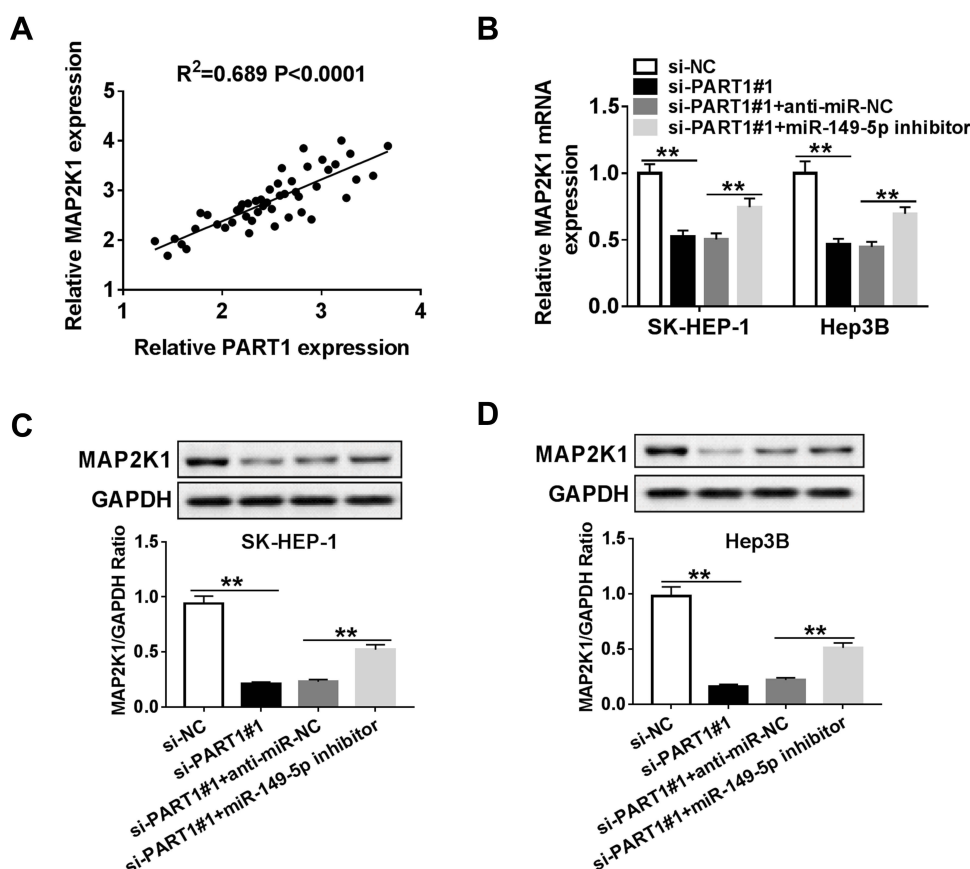 A
R²=0.689 P<0.0001
Relative MAP2K1 expression
5
4
3
2
1
1
2
3
4
Relative PART1 expression
B
si-NC
si-PART1#1
si-PART1#1+anti-miR-NC
si-PART1#1+miR-149-5p inhibitor
Relative MAP2K1 mRNA
expression
1.5
1.0
0.5
0.0
**
**
**
**
SK-HEP-1
Hep3B
C
MAP2K1
GAPDH
SK-HEP-1
MAP2K1/GAPDH Ratio
1.5
1.0
0.5
0.0
**
**
si-NC
si-PART1#1
si-PART1#1+anti-miR-NC
si-PART1#1+miR-149-5p inhibitor
D
MAP2K1
GAPDH
Hep3B
MAP2K1/GAPDH Ratio
1.5
1.0
0.5
0.0
**
**
si-NC
si-PART1#1
si-PART1#1+anti-miR-NC
si-PART1#1+miR-149-5p inhibitor